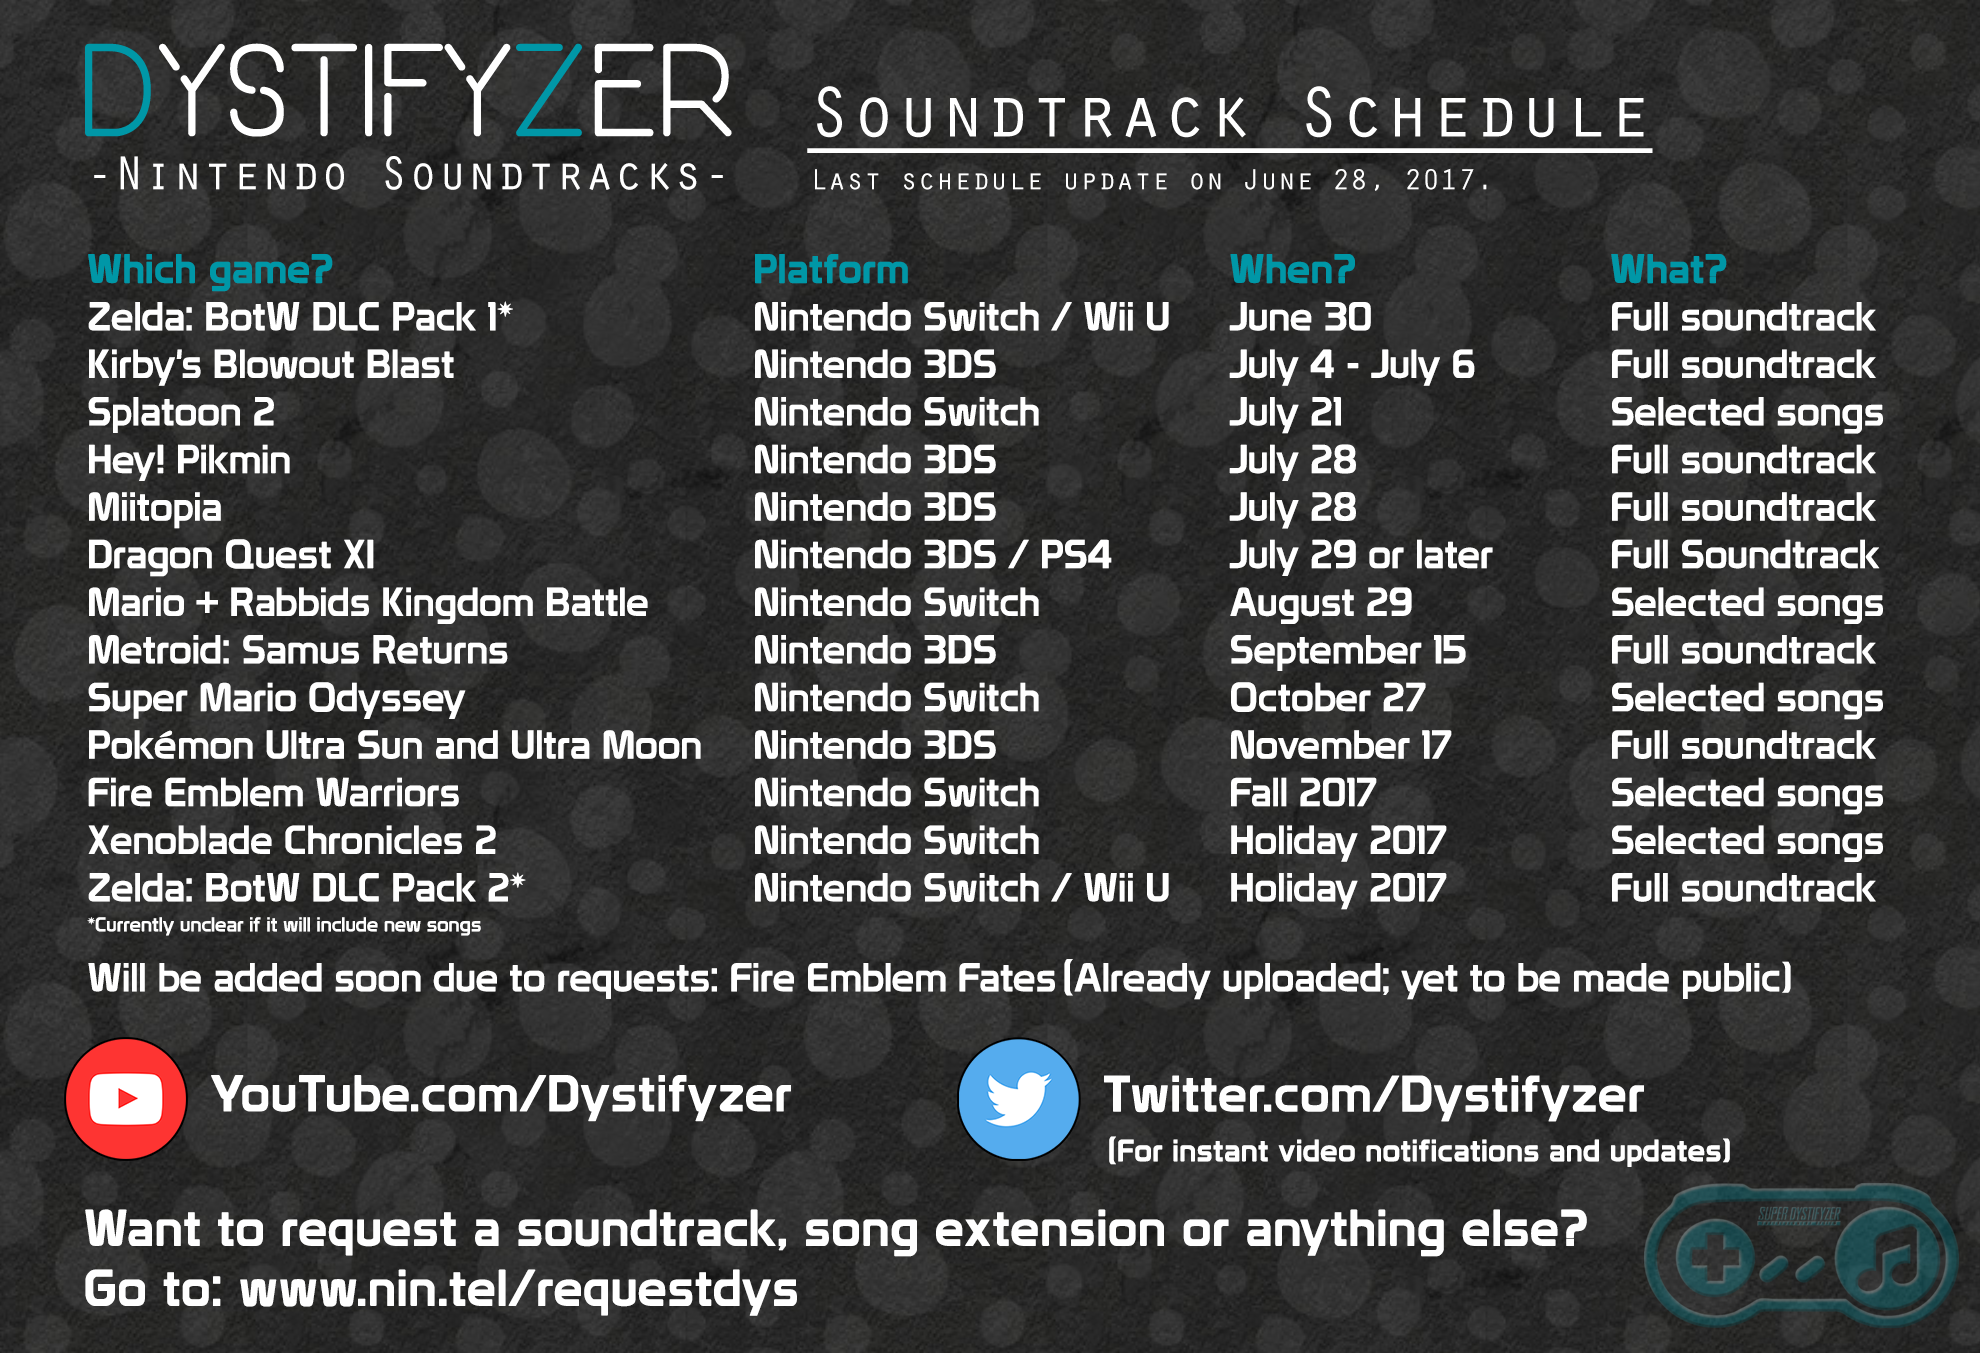 DYSTIFYZER
-Nintendo Soundtracks-
Soundtrack Schedule
Last schedule update on June 28, 2017.
Which game? Platform When? What?
Zelda: BotW DLC Pack 1* Nintendo Switch / Wii U June 30 Full soundtrack
Kirby's Blowout Blast Nintendo 3DS July 4 - July 6 Full soundtrack
Splatoon 2 Nintendo Switch July 21 Selected songs
Hey! Pikmin Nintendo 3DS July 28 Full soundtrack
Miitopia Nintendo 3DS July 28 Full soundtrack
Dragon Quest XI Nintendo 3DS / PS4 July 29 or later Full Soundtrack
Mario + Rabbids Kingdom Battle Nintendo Switch August 29 Selected songs
Metroid: Samus Returns Nintendo 3DS September 15 Full soundtrack
Super Mario Odyssey Nintendo Switch October 27 Selected songs
Pokémon Ultra Sun and Ultra Moon Nintendo 3DS November 17 Full soundtrack
Fire Emblem Warriors Nintendo Switch Fall 2017 Selected songs
Xenoblade Chronicles 2 Nintendo Switch Holiday 2017 Selected songs
Zelda: BotW DLC Pack 2* Nintendo Switch / Wii U Holiday 2017 Full soundtrack
*Currently unclear if it will include new songs
Will be added soon due to requests: Fire Emblem Fates (Already uploaded; yet to be made public)
YouTube.com/Dystifyzer
Twitter.com/Dystifyzer
(For instant video notifications and updates)
Want to request a soundtrack, song extension or anything else?
Go to: www.nin.tel/requestdys
SUPER DYSTIFYZER